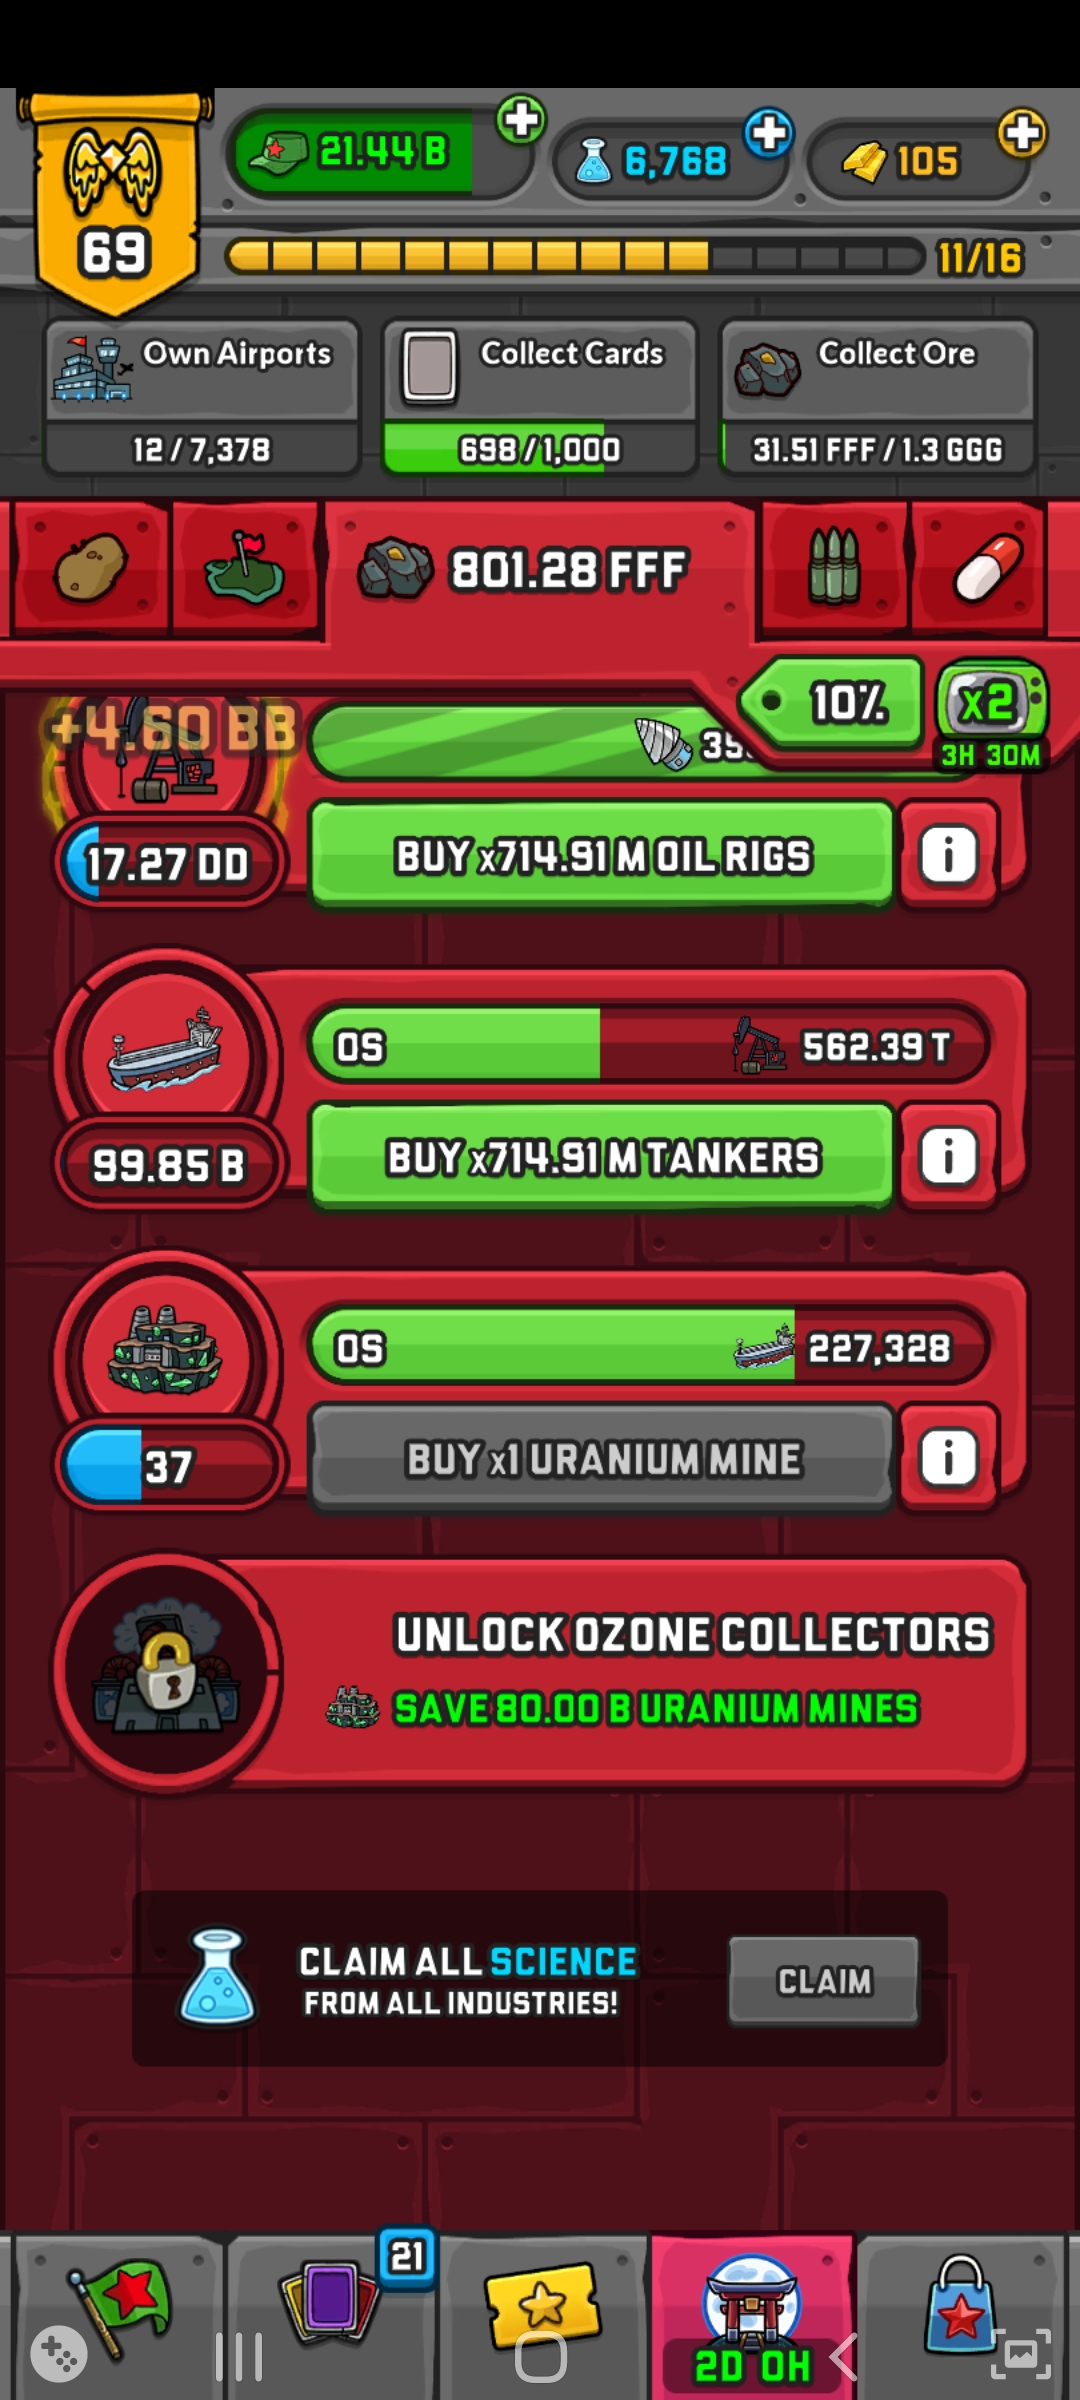 21.44 B
6,768
105
69
11/16
Own Airports
12 / 7,378
Collect Cards
698 / 1,000
Collect Ore
31.51 FFF / 1.3 GGG
801.28 FFF
10%
x2
3H 30M
+4.60 BB
17.27 DD
BUY x714.91 M OIL RIGS
i
0S
562.39 T
99.85 B
BUY x714.91 M TANKERS
i
0S
227,328
37
BUY x1 URANIUM MINE
i
UNLOCK OZONE COLLECTORS
SAVE 80.00 B URANIUM MINES
CLAIM ALL SCIENCE
FROM ALL INDUSTRIES!
CLAIM
21
2D 0H